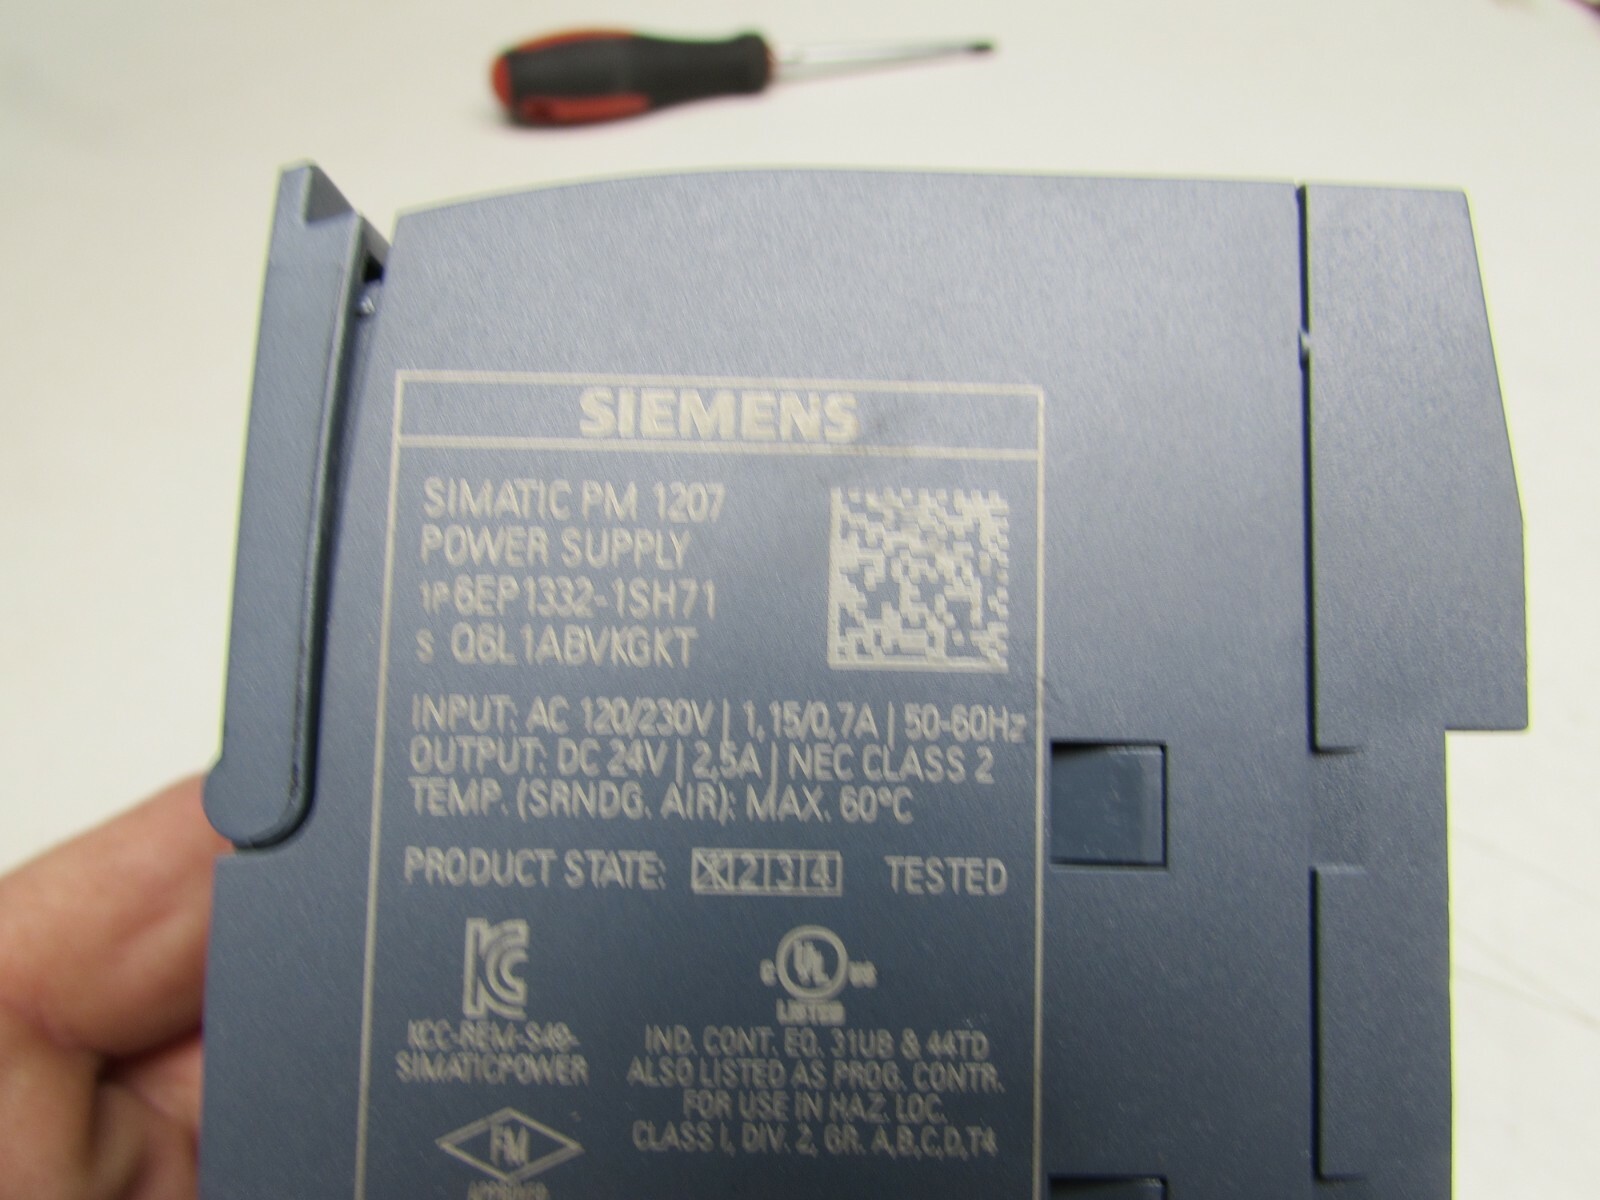 SIEMENS
SIMATIC PM 1207
POWER SUPPLY
1P 6EP1332-1SH71
S Q6L1ABVKGKT
INPUT: AC 120/230V | 1,15/0,7A | 50-60Hz
OUTPUT: DC 24V | 2,5A | NEC CLASS 2
TEMP. (SRNDG. AIR): MAX. 60°C
PRODUCT STATE: X 2 3 4 TESTED
KCC-REM-S49-
SIMATICPOWER
C UL US
LISTED
IND. CONT. EQ. 31UB & 44TD
ALSO LISTED AS PROG. CONTR.
FOR USE IN HAZ. LOC.
CLASS I, DIV. 2, GR. A,B,C,D,T4
FM